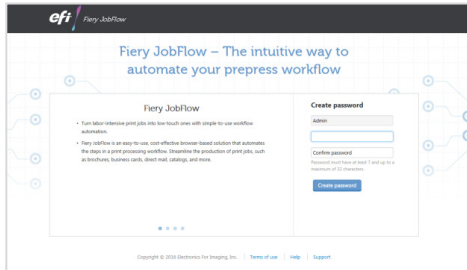 efi Fiery JobFlow
Fiery JobFlow – The intuitive way to
automate your prepress workflow
Fiery JobFlow
• Turn labor-intensive print jobs into low-touch ones with simple-to-use workflow
automation.
• Fiery JobFlow is an easy-to-use, cost-effective browser-based solution that automates
the steps in a print processing workflow. Streamline the production of print jobs, such
as brochures, business cards, direct mail, catalogs, and more.
Create password
Admin
Confirm password
Password must have at least 7 and up to a
maximum of 32 characters.
Create password
Copyright © 2016 Electronics For Imaging, Inc. | Terms of use | Help | Support